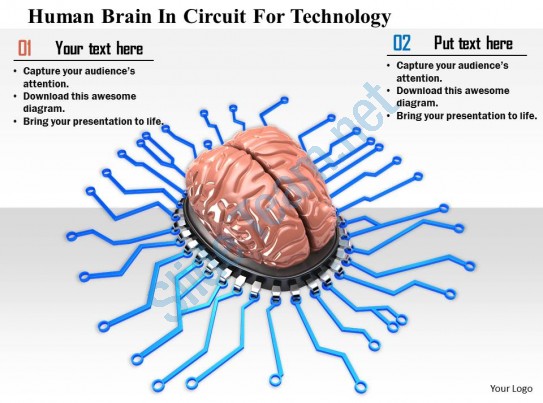 Human Brain In Circuit For Technology
01 Your text here
• Capture your audience's
attention.
• Download this awesome
diagram.
• Bring your presentation to life.
02 Put text here
• Capture your audience's
attention.
• Download this awesome
diagram.
• Bring your presentation to life.
Your Logo